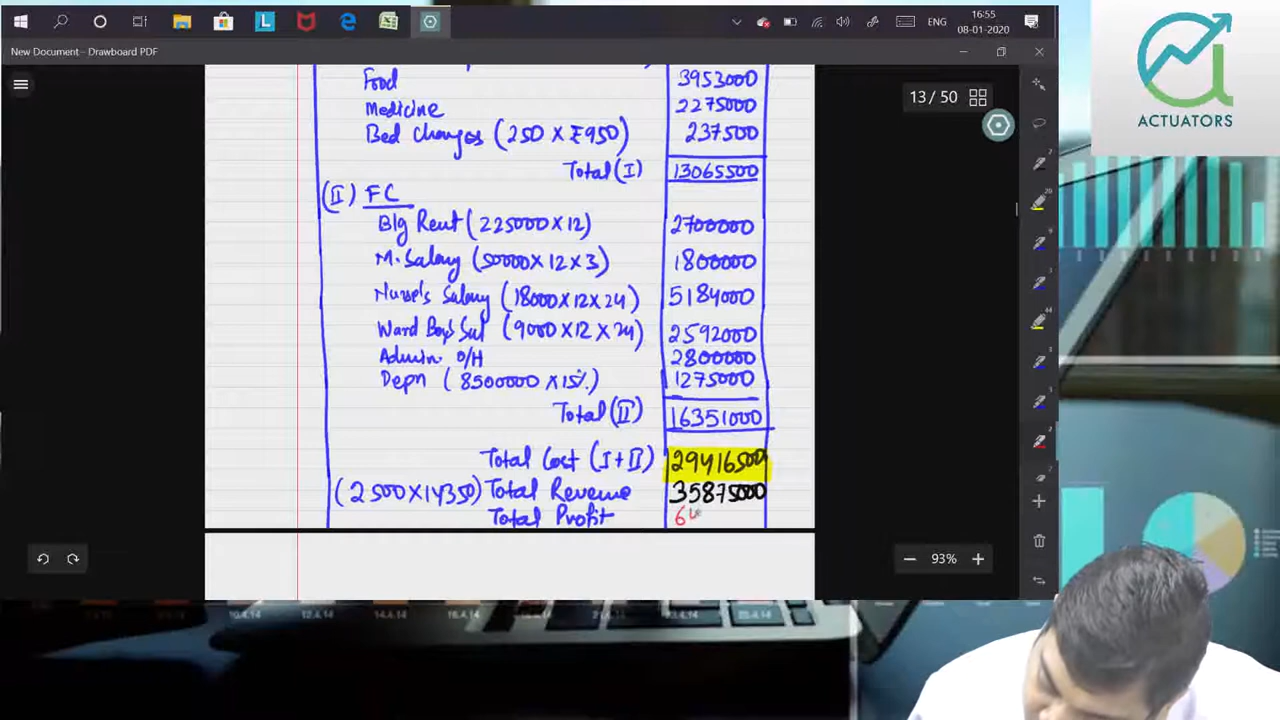 ENG
16:55
08-01-2020
New Document - Drawboard PDF
ACTUATORS
13 / 50
Food 3953000
Medicine 2275000
Bed Charges (250 X ₹950) 237500
Total (I) 13065500
(II) FC
Blg Rent (225000 X 12) 2700000
M. Salary (50000 X 12 X 3) 1800000
Nurse's Salary (18000 X 12 X 24) 5184000
Ward Boy's Sal (9000 X 12 X 24) 2592000
Admin. O/H 2800000
Depn (8500000 X 15%) 1275000
Total (II) 16351000
Total Cost (I + II) 29416500
(2500 X 14350) Total Revenue 35875000
Total Profit 64
93%